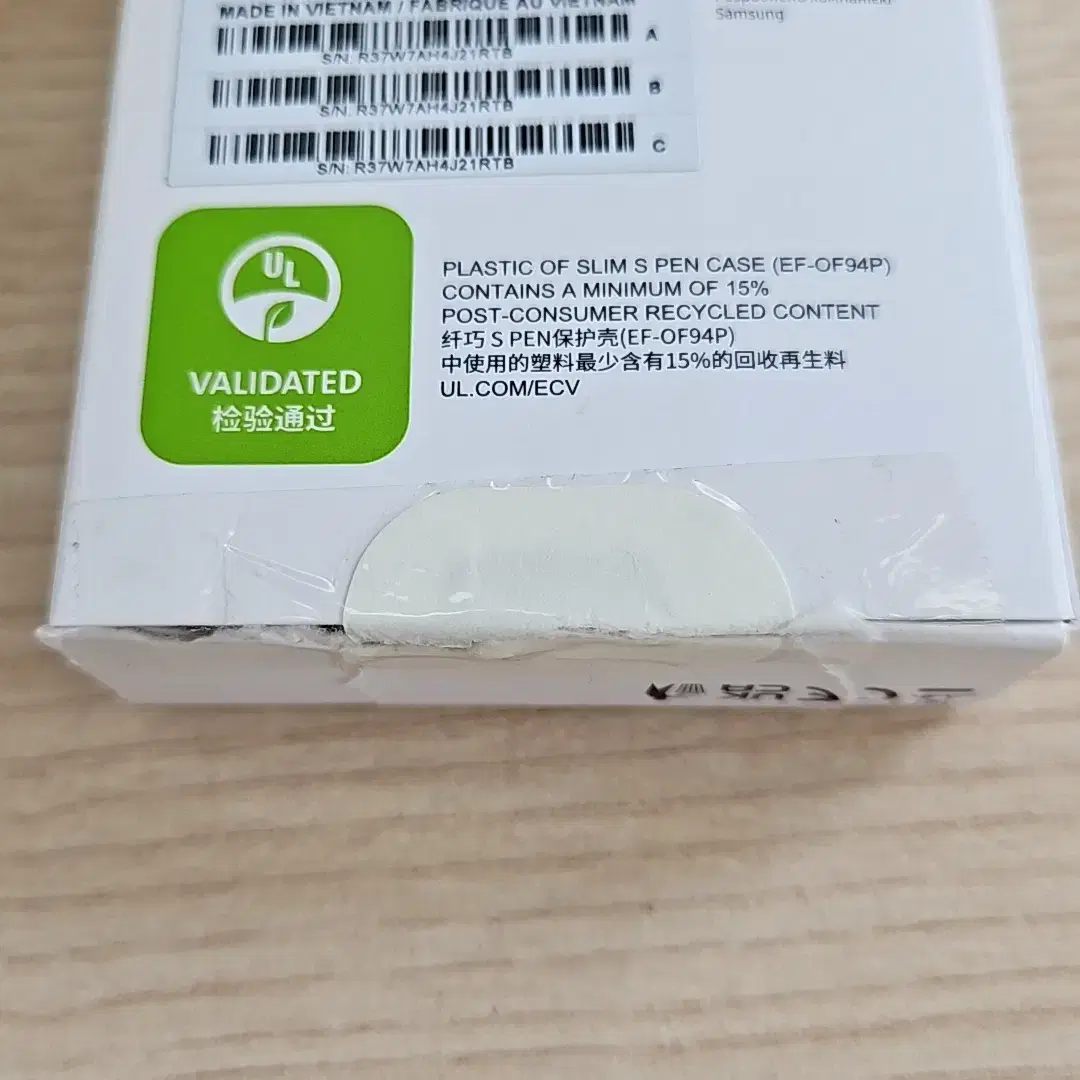 MADE IN VIETNAM / FABRIQUÉ AU VIETNAM
A
S/N: R37W7AH4J21RTB
B
S/N: R37W7AH4J21RTB
C
S/N: R37W7AH4J21RTB
Samsung
UL
VALIDATED
检验通过
PLASTIC OF SLIM S PEN CASE (EF-OF94P)
CONTAINS A MINIMUM OF 15%
POST-CONSUMER RECYCLED CONTENT
纤巧 S PEN保护壳(EF-OF94P)
中使用的塑料最少含有15%的回收再生料
UL.COM/ECV